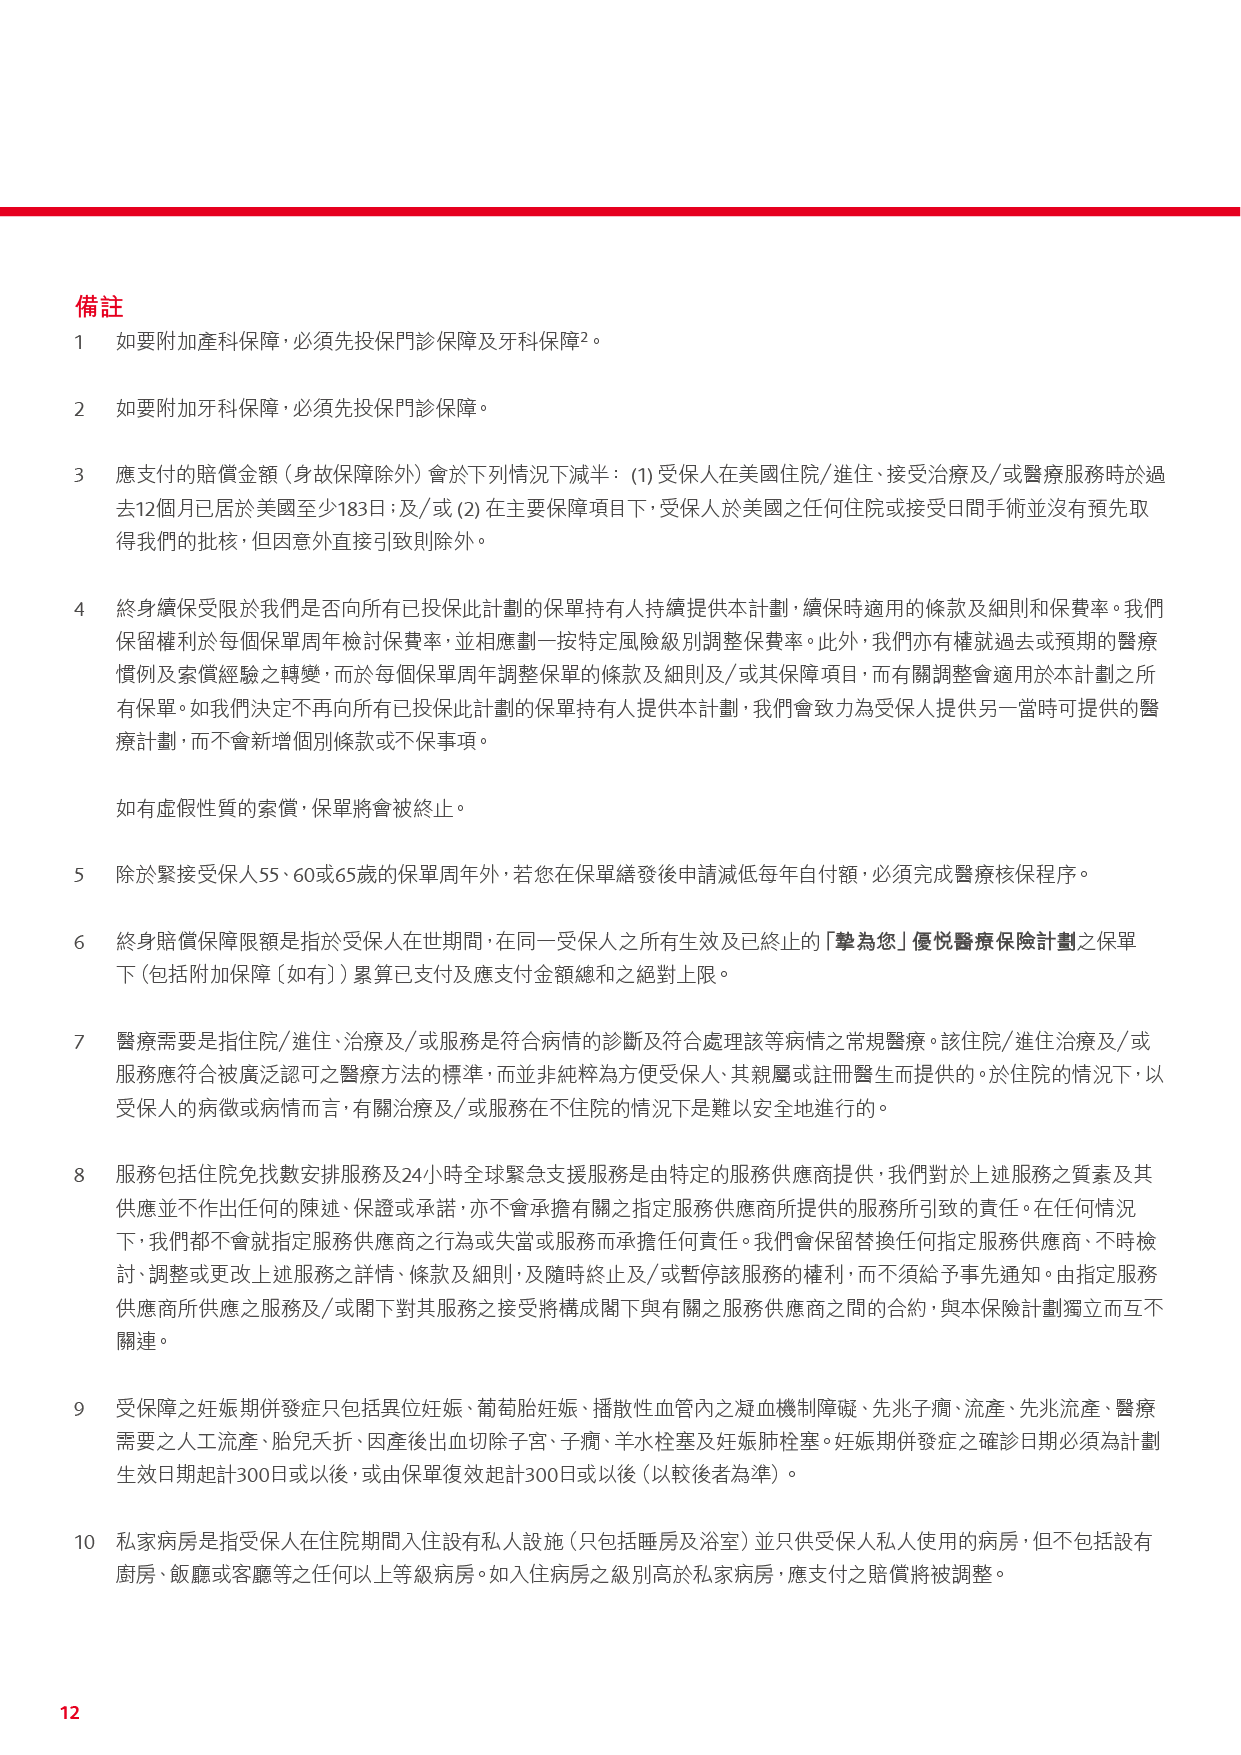 備註
1 如要附加產科保障，必須先投保門診保障及牙科保障²。
2 如要附加牙科保障，必須先投保門診保障。
3 應支付的賠償金額（身故保障除外）會於下列情況下減半： (1) 受保人在美國住院/進住、接受治療及/或醫療服務時於過
去12個月已居於美國至少183日；及/或 (2) 在主要保障項目下，受保人於美國之任何住院或接受日間手術並沒有預先取
得我們的批核，但因意外直接引致則除外。
4 終身續保受限於我們是否向所有已投保此計劃的保單持有人持續提供本計劃，續保時適用的條款及細則和保費率。我們
保留權利於每個保單周年檢討保費率，並相應劃一按特定風險級別調整保費率。此外，我們亦有權就過去或預期的醫療
慣例及索償經驗之轉變，而於每個保單周年調整保單的條款及細則及/或其保障項目，而有關調整會適用於本計劃之所
有保單。如我們決定不再向所有已投保此計劃的保單持有人提供本計劃，我們會致力為受保人提供另一當時可提供的醫
療計劃，而不會新增個別條款或不保事項。
如有虛假性質的索償，保單將會被終止。
5 除於緊接受保人55、60或65歲的保單周年外，若您在保單繕發後申請減低每年自付額，必須完成醫療核保程序。
6 終身賠償保障限額是指於受保人在世期間，在同一受保人之所有生效及已終止的「摯為您」優悅醫療保險計劃之保單
下（包括附加保障〔如有〕）累算已支付及應支付金額總和之絕對上限。
7 醫療需要是指住院/進住、治療及/或服務是符合病情的診斷及符合處理該等病情之常規醫療。該住院/進住治療及/或
服務應符合被廣泛認可之醫療方法的標準，而並非純粹為方便受保人、其親屬或註冊醫生而提供的。於住院的情況下，以
受保人的病徵或病情而言，有關治療及/或服務在不住院的情況下是難以安全地進行的。
8 服務包括住院免找數安排服務及24小時全球緊急支援服務是由特定的服務供應商提供，我們對於上述服務之質素及其
供應並不作出任何的陳述、保證或承諾，亦不會承擔有關之指定服務供應商所提供的服務所引致的責任。在任何情況
下，我們都不會就指定服務供應商之行為或失當或服務而承擔任何責任。我們會保留替換任何指定服務供應商、不時檢
討、調整或更改上述服務之詳情、條款及細則，及隨時終止及/或暫停該服務的權利，而不須給予事先通知。由指定服務
供應商所供應之服務及/或閣下對其服務之接受將構成閣下與有關之服務供應商之間的合約，與本保險計劃獨立而互不
關連。
9 受保障之妊娠期併發症只包括異位妊娠、葡萄胎妊娠、播散性血管內之凝血機制障礙、先兆子癇、流產、先兆流產、醫療
需要之人工流產、胎兒夭折、因產後出血切除子宮、子癇、羊水栓塞及妊娠肺栓塞。妊娠期併發症之確診日期必須為計劃
生效日期起計300日或以後，或由保單復效起計300日或以後（以較後者為準）。
10 私家病房是指受保人在住院期間入住設有私人設施（只包括睡房及浴室）並只供受保人私人使用的病房，但不包括設有
廚房、飯廳或客廳等之任何以上等級病房。如入住病房之級別高於私家病房，應支付之賠償將被調整。
12